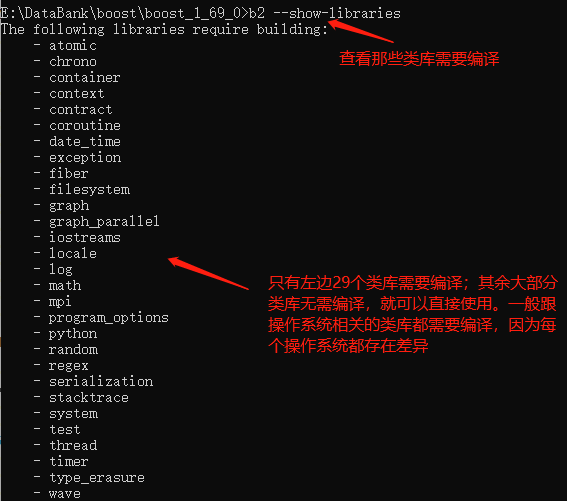 E:\DataBank\boost\boost_1_69_0>b2 --show-libraries
The following libraries require building:
- atomic
- chrono
- container
- context
- contract
- coroutine
- date_time
- exception
- fiber
- filesystem
- graph
- graph_parallel
- iostreams
- locale
- log
- math
- mpi
- program_options
- python
- random
- regex
- serialization
- stacktrace
- system
- test
- thread
- timer
- type_erasure
- wave
查看那些类库需要编译
只有左边29个类库需要编译；其余大部分
类库无需编译，就可以直接使用。一般跟
操作系统相关的类库都需要编译，因为每
个操作系统都存在差异